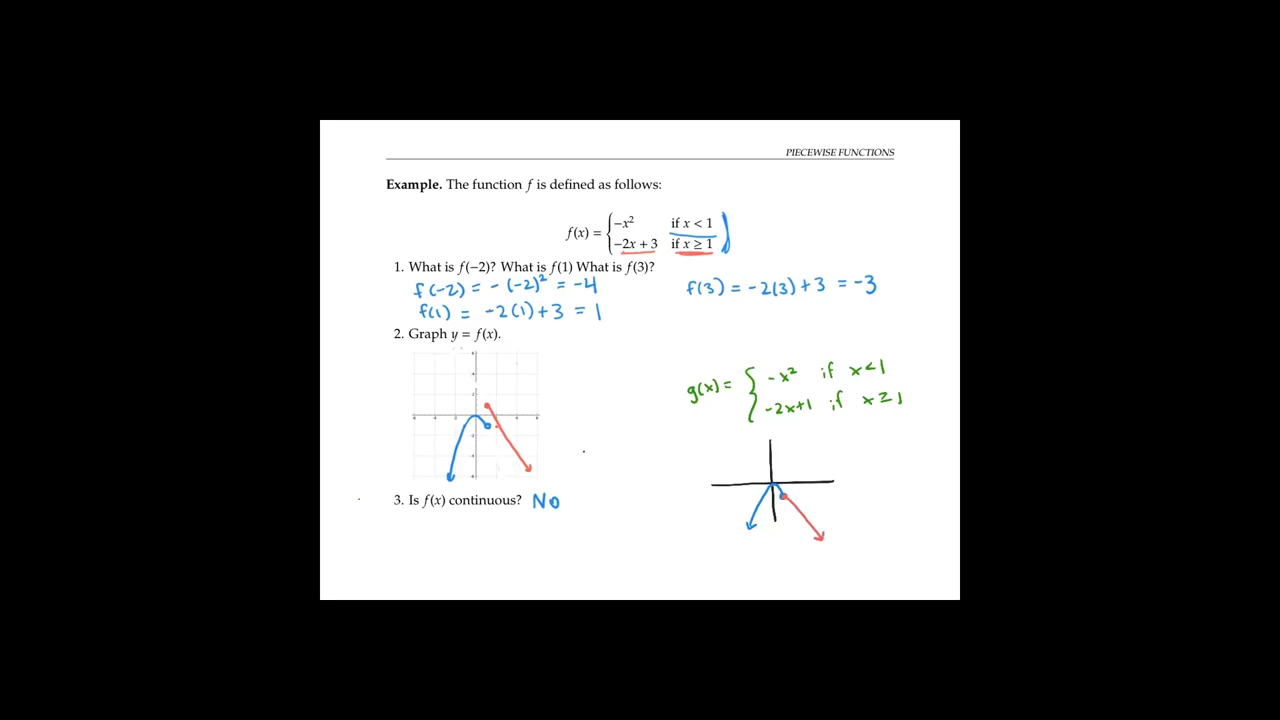 PIECEWISE FUNCTIONS
Example. The function f is defined as follows:
f(x) = { −x² if x < 1
−2x + 3 if x ≥ 1
1. What is f(−2)? What is f(1) What is f(3)?
f(-2) = -(-2)² = -4
f(3) = -2(3)+3 = -3
f(1) = -2(1)+3 = 1
2. Graph y = f(x).
g(x) = { -x² if x<1
-2x+1 if x≥1
3. Is f(x) continuous? NO